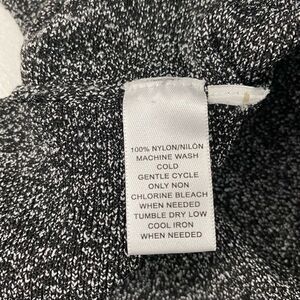 100% NYLON/NILÓN
MACHINE WASH
COLD
GENTLE CYCLE
ONLY NON
CHLORINE BLEACH
WHEN NEEDED
TUMBLE DRY LOW
COOL IRON
WHEN NEEDED